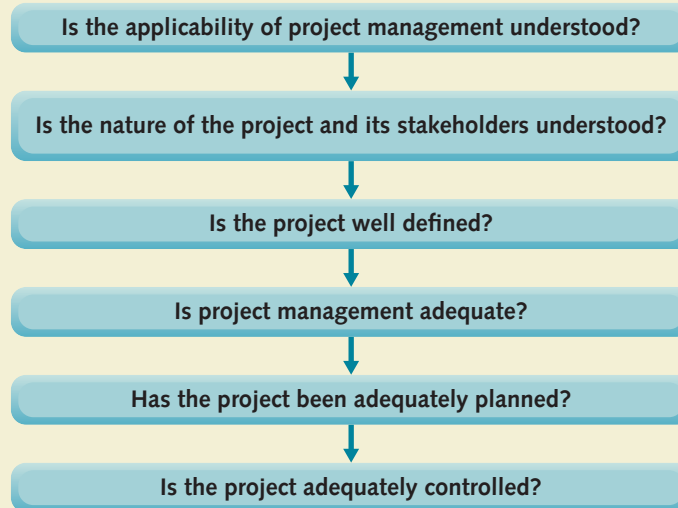 Is the applicability of project management understood?
Is the nature of the project and its stakeholders understood?
Is the project well defined?
Is project management adequate?
Has the project been adequately planned?
Is the project adequately controlled?